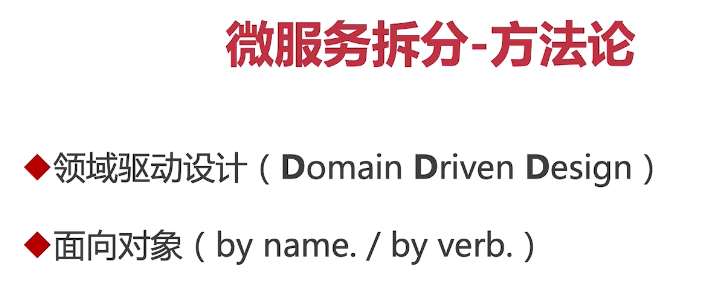 微服务拆分-方法论
领域驱动设计（Domain Driven Design）
面向对象（by name. / by verb.）